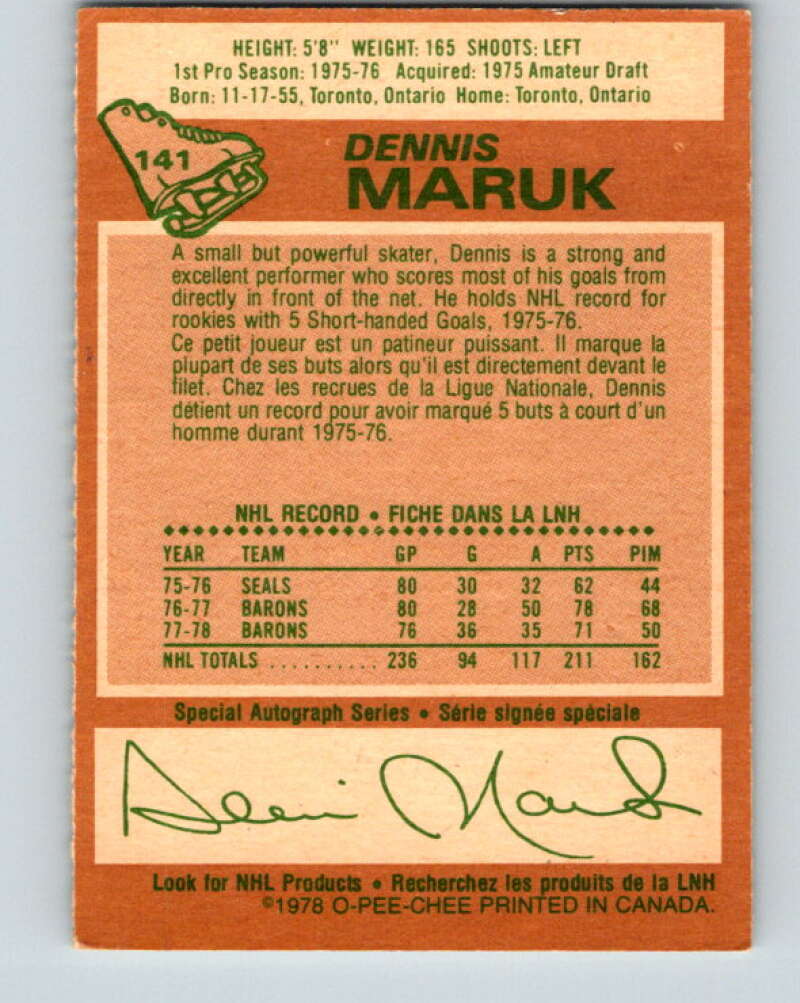 HEIGHT: 5'8" WEIGHT: 165 SHOOTS: LEFT
1st Pro Season: 1975-76 Acquired: 1975 Amateur Draft
Born: 11-17-55, Toronto, Ontario Home: Toronto, Ontario
141
DENNIS
MARUK
A small but powerful skater, Dennis is a strong and
excellent performer who scores most of his goals from
directly in front of the net. He holds NHL record for
rookies with 5 Short-handed Goals, 1975-76.
Ce petit joueur est un patineur puissant. Il marque la
plupart de ses buts alors qu'il est directement devant le
filet. Chez les recrues de la Ligue Nationale, Dennis
détient un record pour avoir marqué 5 buts à court d'un
homme durant 1975-76.
NHL RECORD • FICHE DANS LA LNH
YEAR TEAM GP G A PTS PIM
75-76 SEALS 80 30 32 62 44
76-77 BARONS 80 28 50 78 68
77-78 BARONS 76 36 35 71 50
NHL TOTALS .......... 236 94 117 211 162
Special Autograph Series • Série signée spéciale
Dennis Maruk
Look for NHL Products • Recherchez les produits de la LNH
©1978 O-PEE-CHEE PRINTED IN CANADA.